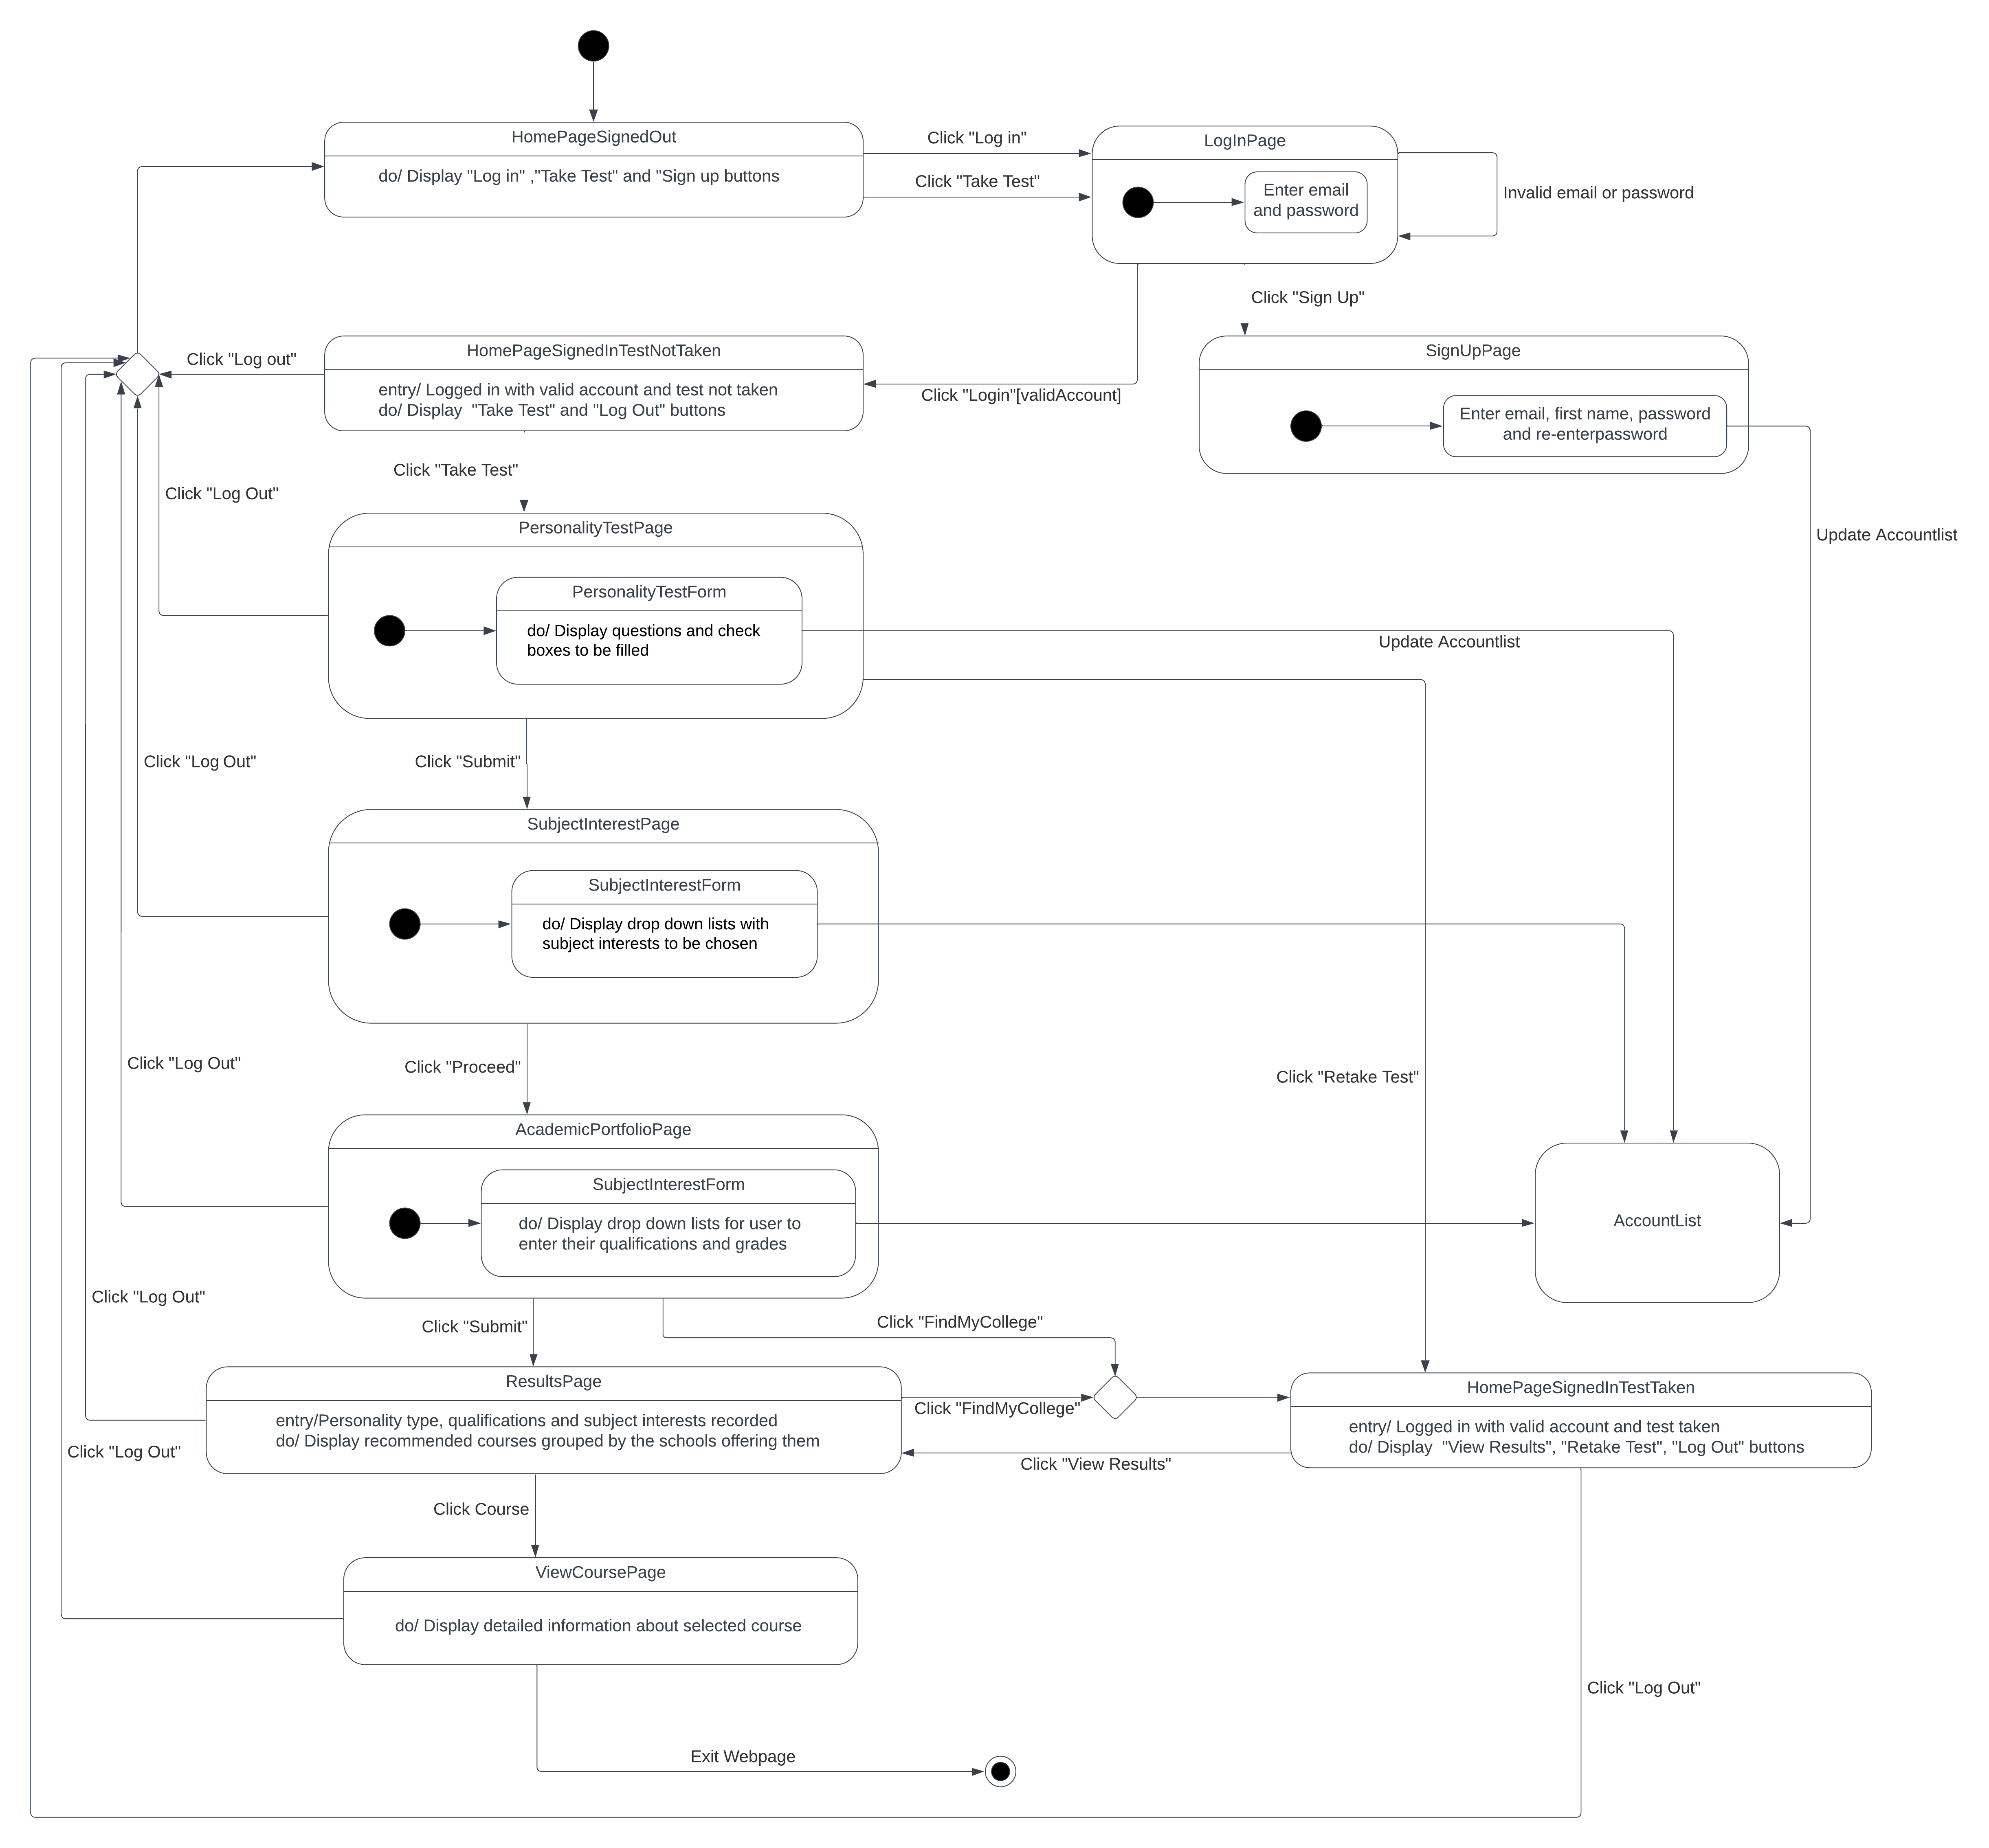 HomePageSignedOut
do/ Display "Log in" ,"Take Test" and "Sign up buttons
Click "Log in"
Click "Take Test"
LogInPage
Enter email
and password
Invalid email or password
Click "Sign Up"
Click "Log out"
HomePageSignedInTestNotTaken
entry/ Logged in with valid account and test not taken
do/ Display  "Take Test" and "Log Out" buttons
Click "Login"[validAccount]
SignUpPage
Enter email, first name, password
and re-enterpassword
Click "Take Test"
Click "Log Out"
Update Accountlist
PersonalityTestPage
PersonalityTestForm
do/ Display questions and check
boxes to be filled
Update Accountlist
Click "Log Out"
Click "Submit"
SubjectInterestPage
SubjectInterestForm
do/ Display drop down lists with
subject interests to be chosen
Click "Log Out"
Click "Proceed"
Click "Retake Test"
AcademicPortfolioPage
SubjectInterestForm
do/ Display drop down lists for user to
enter their qualifications and grades
AccountList
Click "Log Out"
Click "Submit"
Click "FindMyCollege"
ResultsPage
entry/Personality type, qualifications and subject interests recorded
do/ Display recommended courses grouped by the schools offering them
Click "FindMyCollege"
HomePageSignedInTestTaken
entry/ Logged in with valid account and test taken
do/ Display  "View Results", "Retake Test", "Log Out" buttons
Click "Log Out"
Click "View Results"
Click Course
ViewCoursePage
do/ Display detailed information about selected course
Click "Log Out"
Exit Webpage